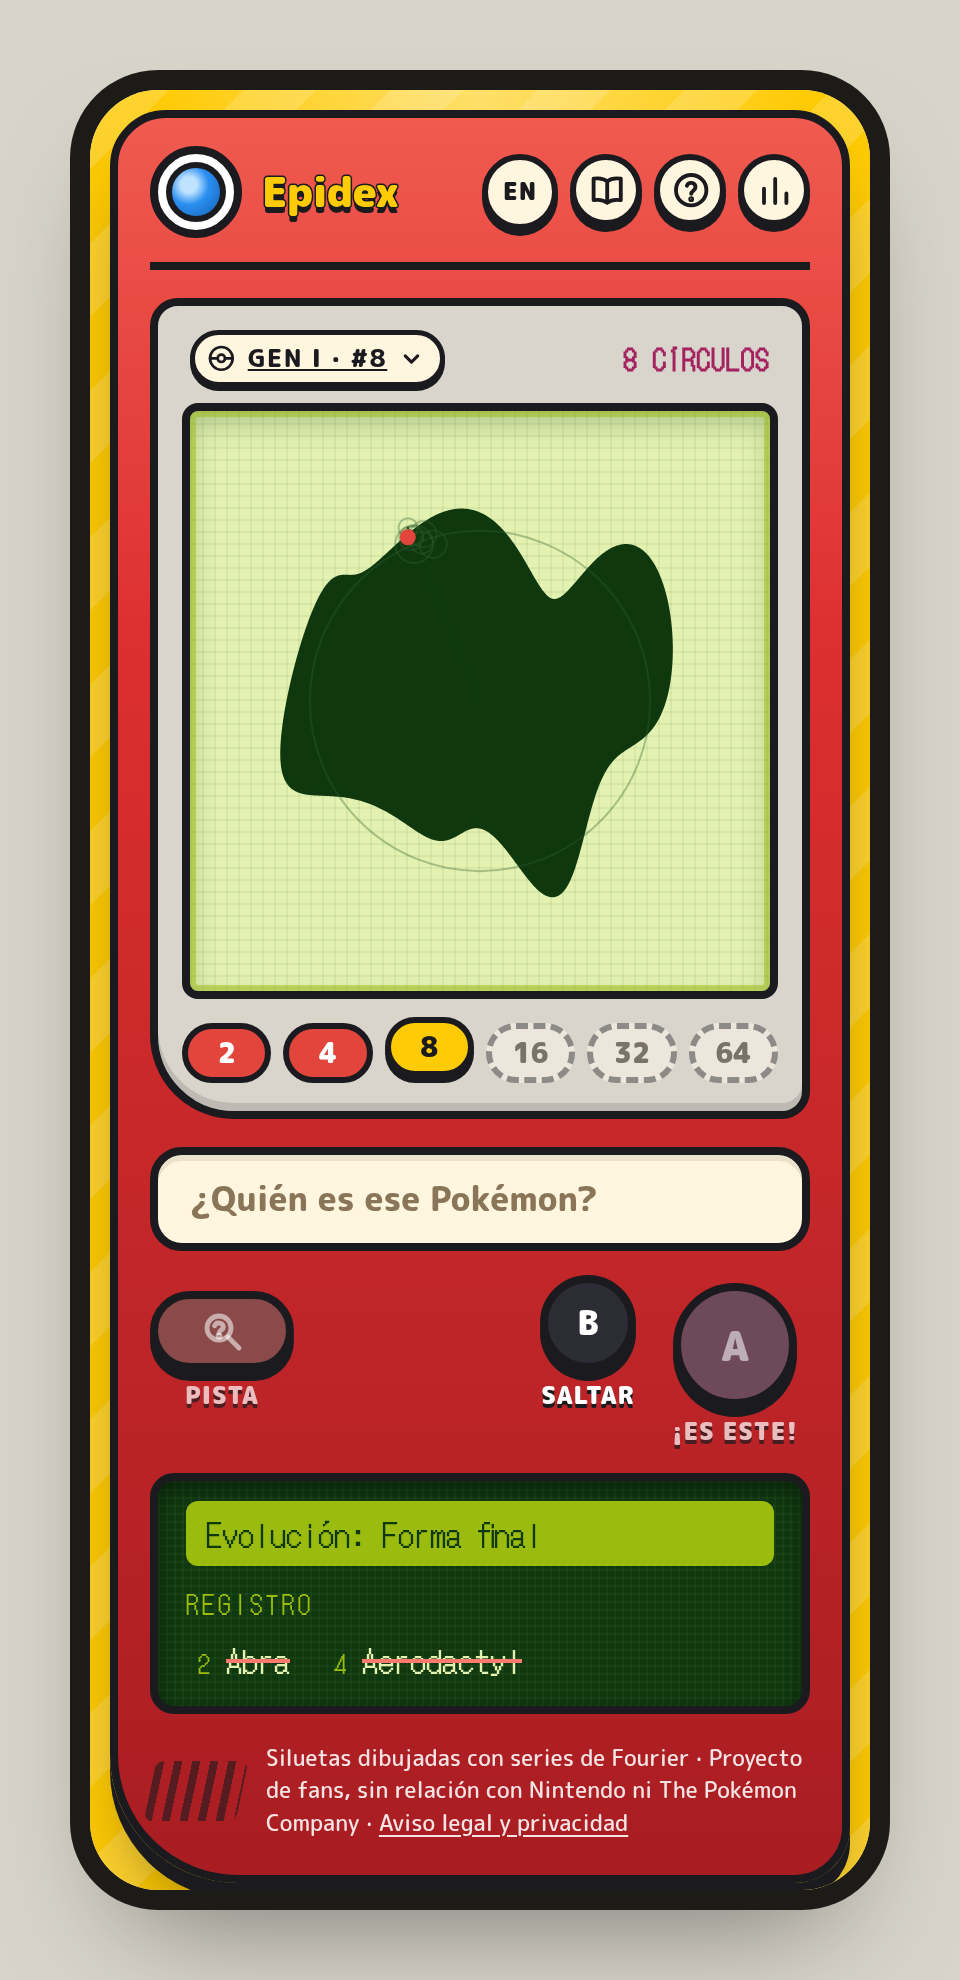 Epidex
EN
GEN I · #8
8 CÍRCULOS
2
4
8
16
32
64
¿Quién es ese Pokémon?
PISTA
B
SALTAR
A
¡ES ESTE!
Evolución: Forma final
REGISTRO
2 Abra 4 Aerodactyl
Siluetas dibujadas con series de Fourier · Proyecto
de fans, sin relación con Nintendo ni The Pokémon
Company · Aviso legal y privacidad